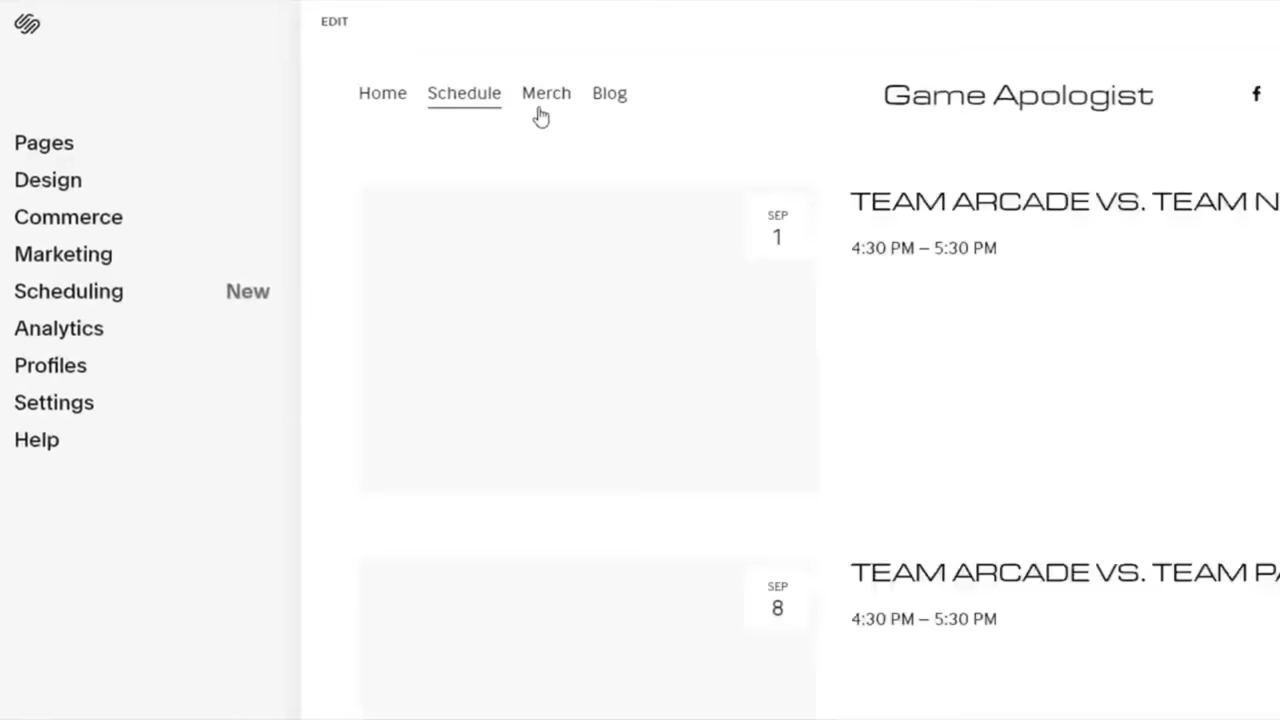 EDIT
Home Schedule Merch Blog
Game Apologist
Pages
Design
Commerce
Marketing
Scheduling New
Analytics
Profiles
Settings
Help
SEP
1
TEAM ARCADE VS. TEAM N
4:30 PM – 5:30 PM
SEP
8
TEAM ARCADE VS. TEAM PA
4:30 PM – 5:30 PM